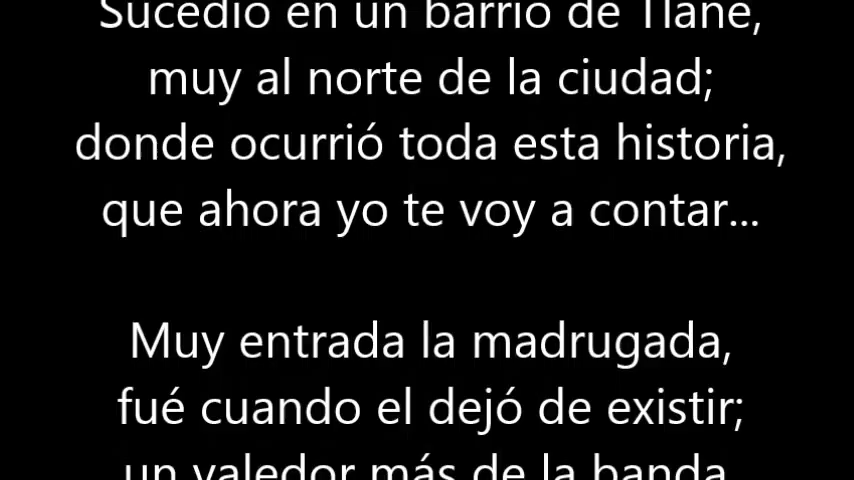 Sucedió en un barrio de Tlane,
muy al norte de la ciudad;
donde ocurrió toda esta historia,
que ahora yo te voy a contar...
Muy entrada la madrugada,
fué cuando el dejó de existir;
un valedor más de la banda